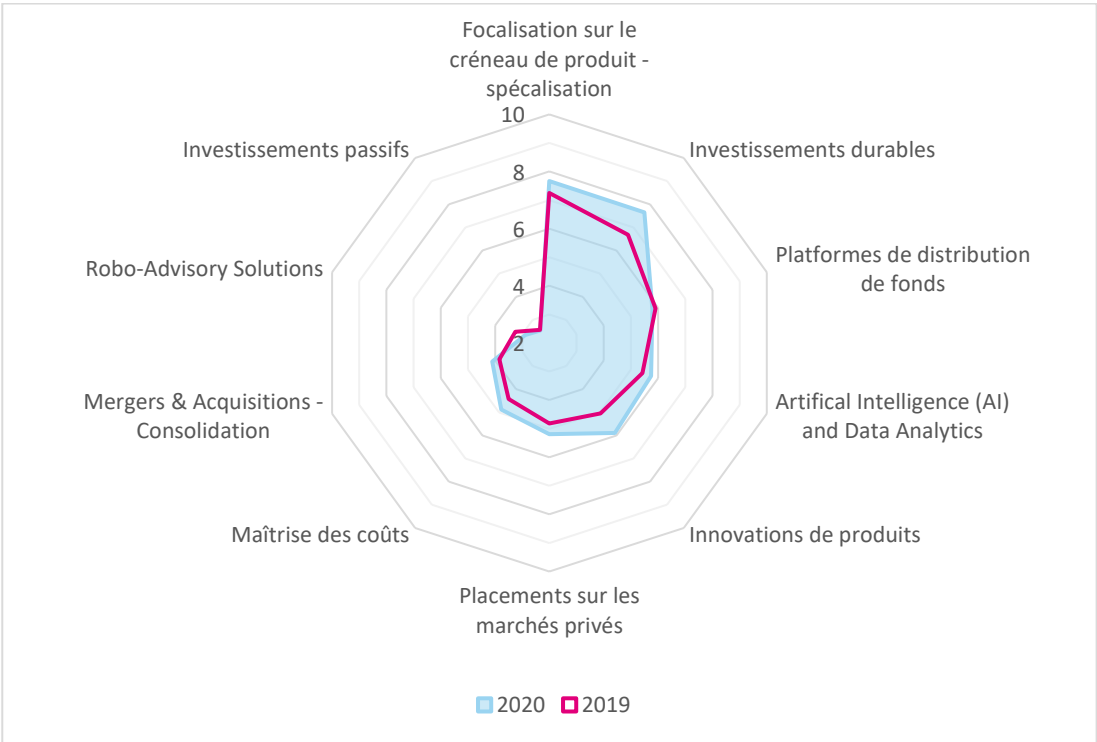 Focalisation sur le
créneau de produit -
spécalisation
Investissements durables
Platformes de distribution
de fonds
Artifical Intelligence (AI)
and Data Analytics
Innovations de produits
Placements sur les
marchés privés
Maîtrise des coûts
Mergers & Acquisitions -
Consolidation
Robo-Advisory Solutions
Investissements passifs
10
8
6
4
2
2020
2019